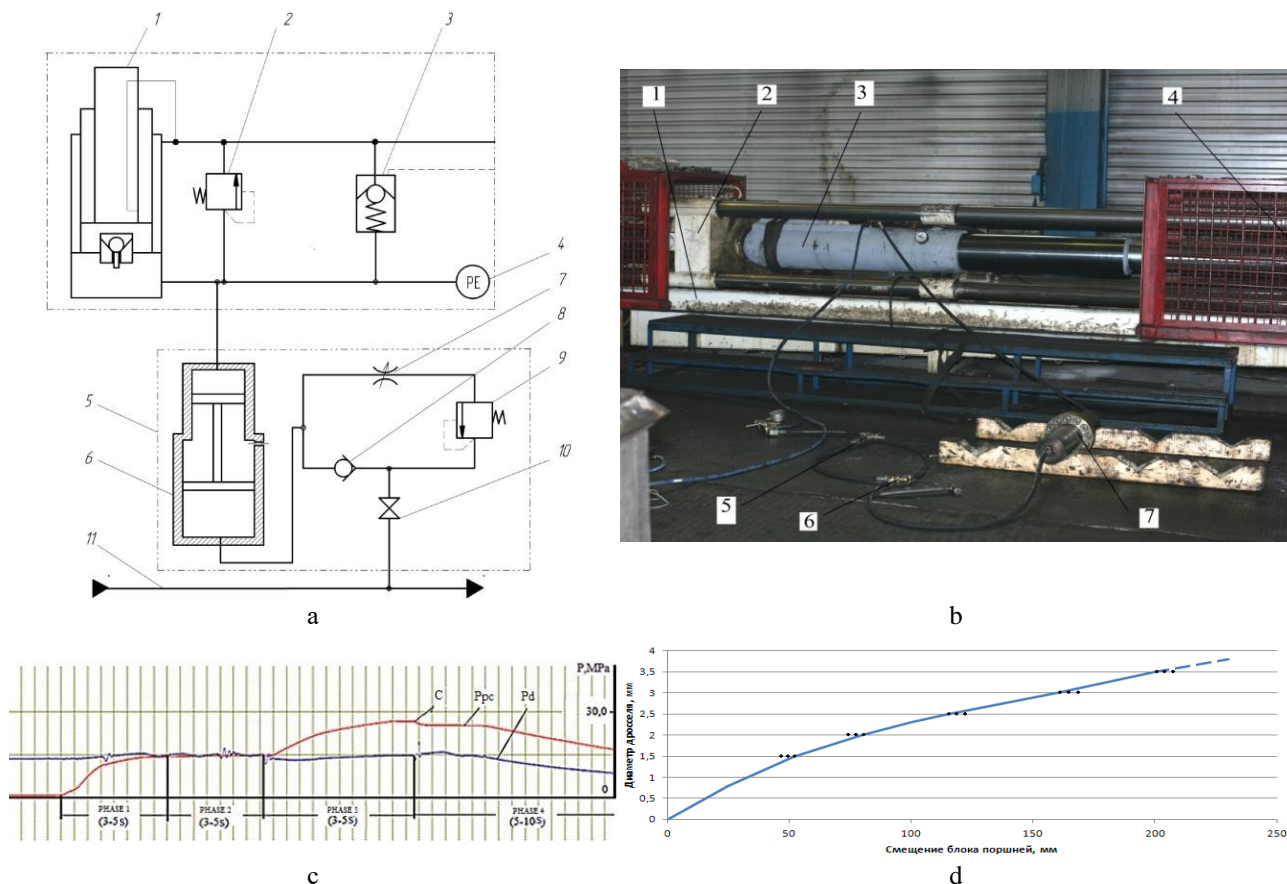 1
2
3
PE
4
7
8
9
5
6
10
11
a
1
2
3
4
5
6
7
b
P,MPa
30,0
C
Ppc
Pd
0
PHASE 1
(3-5s)
PHASE 2
(3-5s)
PHASE 3
(3-5s)
PHASE 4
(5-10s)
c
Диаметр дросселя, мм
4
3,5
3
2,5
2
1,5
1
0,5
0
0
50
100
150
200
250
Смещение блока поршней, мм
d